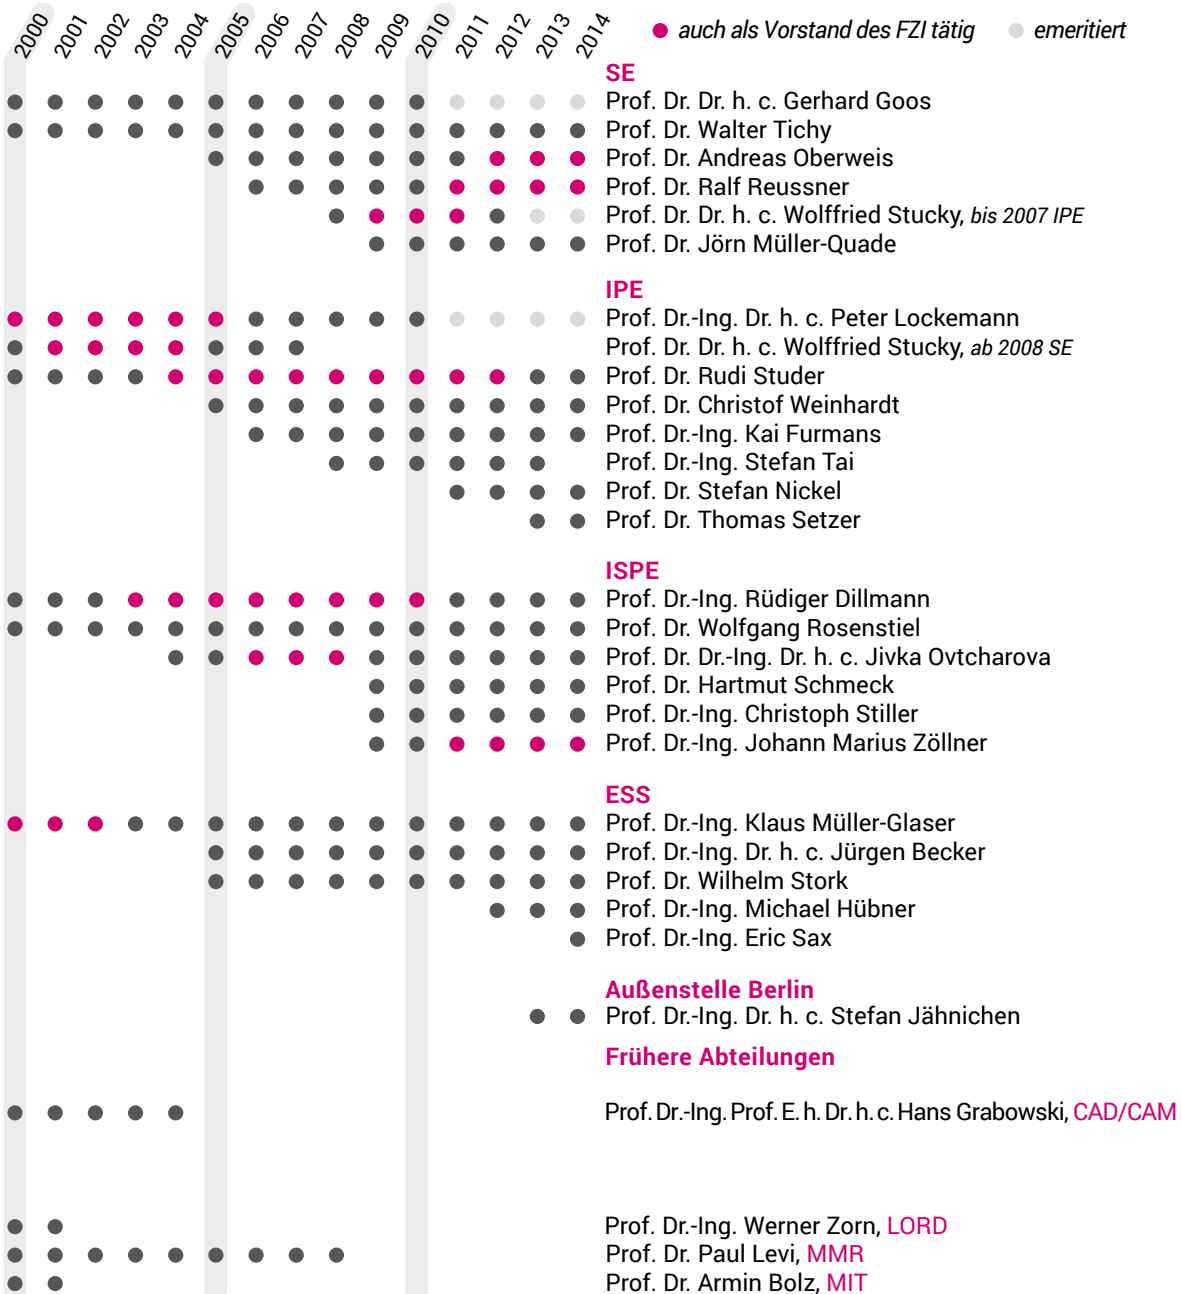 2000 2001 2002 2003 2004 2005 2006 2007 2008 2009 2010 2011 2012 2013 2014
auch als Vorstand des FZI tätig emeritiert
SE
Prof. Dr. Dr. h. c. Gerhard Goos
Prof. Dr. Walter Tichy
Prof. Dr. Andreas Oberweis
Prof. Dr. Ralf Reussner
Prof. Dr. Dr. h. c. Wolffried Stucky, bis 2007 IPE
Prof. Dr. Jörn Müller-Quade
IPE
Prof. Dr.-Ing. Dr. h. c. Peter Lockemann
Prof. Dr. Dr. h. c. Wolffried Stucky, ab 2008 SE
Prof. Dr. Rudi Studer
Prof. Dr. Christof Weinhardt
Prof. Dr.-Ing. Kai Furmans
Prof. Dr.-Ing. Stefan Tai
Prof. Dr. Stefan Nickel
Prof. Dr. Thomas Setzer
ISPE
Prof. Dr.-Ing. Rüdiger Dillmann
Prof. Dr. Wolfgang Rosenstiel
Prof. Dr. Dr.-Ing. Dr. h. c. Jivka Ovtcharova
Prof. Dr. Hartmut Schmeck
Prof. Dr.-Ing. Christoph Stiller
Prof. Dr.-Ing. Johann Marius Zöllner
ESS
Prof. Dr.-Ing. Klaus Müller-Glaser
Prof. Dr.-Ing. Dr. h. c. Jürgen Becker
Prof. Dr. Wilhelm Stork
Prof. Dr.-Ing. Michael Hübner
Prof. Dr.-Ing. Eric Sax
Außenstelle Berlin
Prof. Dr.-Ing. Dr. h. c. Stefan Jähnichen
Frühere Abteilungen
Prof. Dr.-Ing. Prof. E. h. Dr. h. c. Hans Grabowski, CAD/CAM
Prof. Dr.-Ing. Werner Zorn, LORD
Prof. Dr. Paul Levi, MMR
Prof. Dr. Armin Bolz, MIT